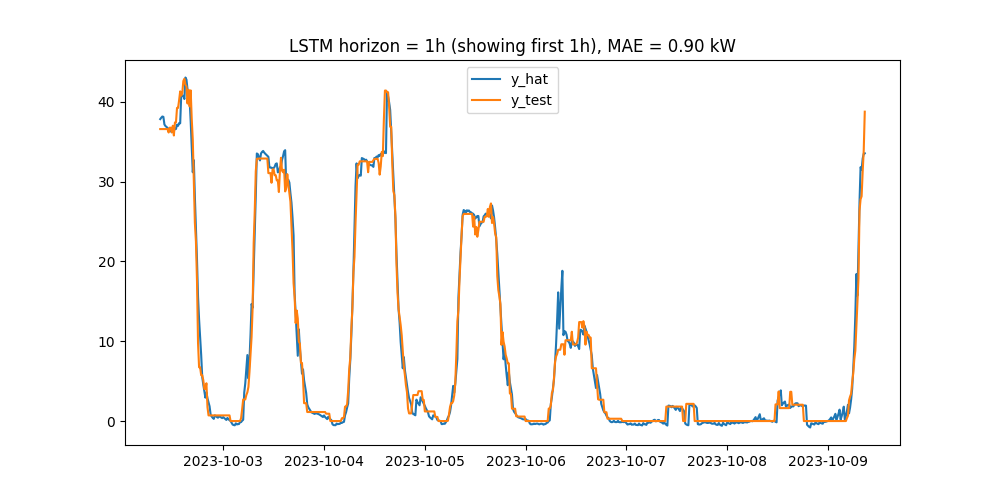 LSTM horizon = 1h (showing first 1h), MAE = 0.90 kW
y_hat
y_test
40
30
20
10
0
2023-10-03 2023-10-04 2023-10-05 2023-10-06 2023-10-07 2023-10-08 2023-10-09